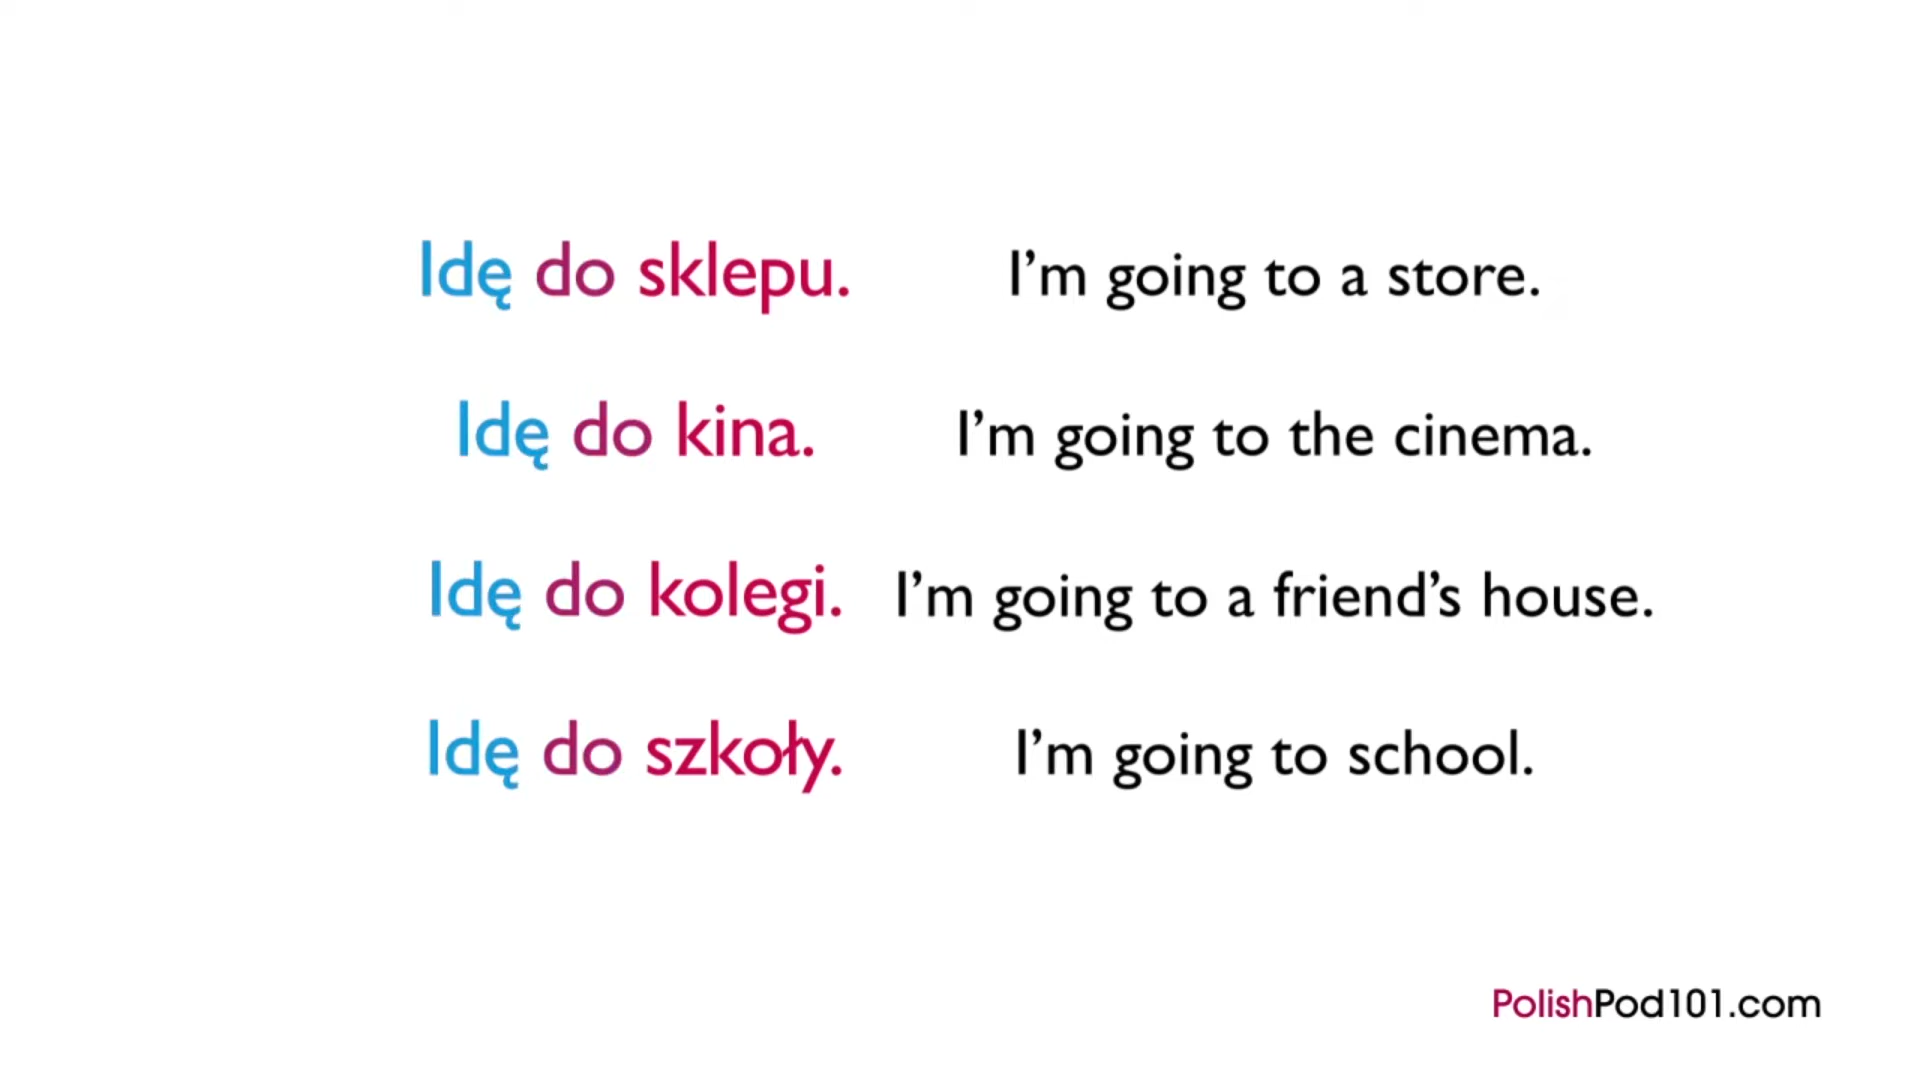 Idę do sklepu. I'm going to a store.
Idę do kina. I'm going to the cinema.
Idę do kolegi. I'm going to a friend's house.
Idę do szkoły. I'm going to school.
PolishPod101.com